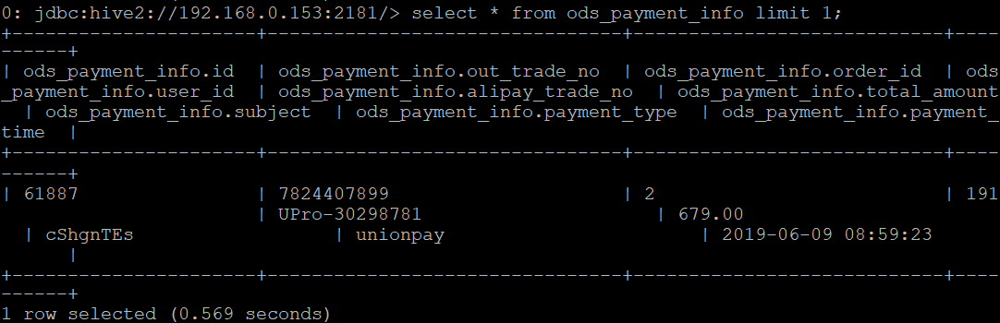 0: jdbc:hive2://192.168.0.153:2181/> select * from ods_payment_info limit 1;
+----------------------+-------------------------------+---------------------------+----
------+
| ods_payment_info.id  | ods_payment_info.out_trade_no  | ods_payment_info.order_id  | ods
_payment_info.user_id  | ods_payment_info.alipay_trade_no  | ods_payment_info.total_amount
  | ods_payment_info.subject  | ods_payment_info.payment_type  | ods_payment_info.payment_
time  |
+----------------------+-------------------------------+---------------------------+----
------+
| 61887                | 7824407899                     | 2                          | 191
                       | UPro-30298781                     | 679.00
  | cShgnTEs                  | unionpay                       | 2019-06-09 08:59:23
      |
+----------------------+-------------------------------+---------------------------+----
------+
1 row selected (0.569 seconds)